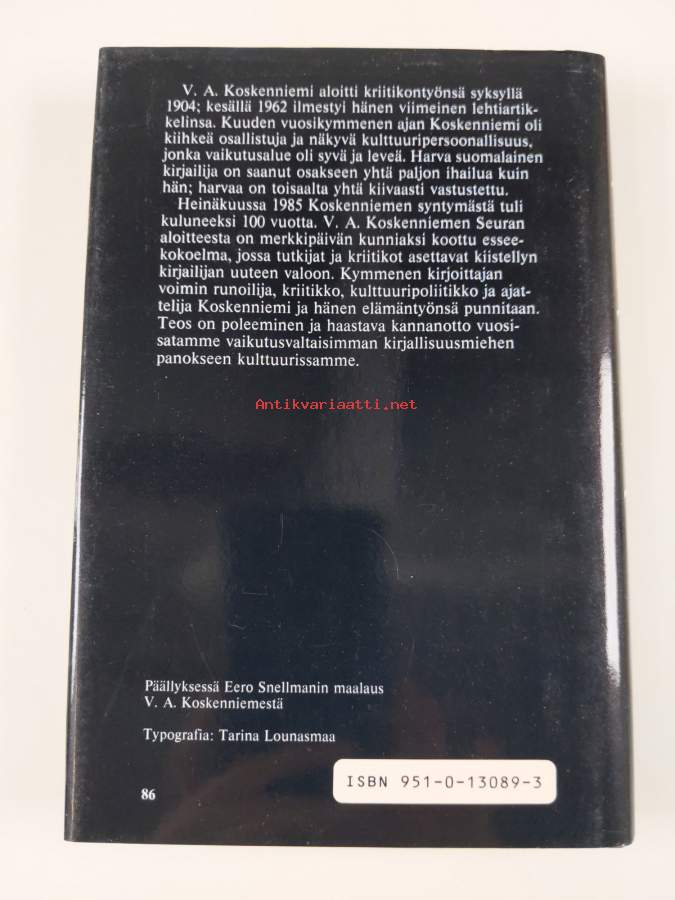 V. A. Koskenniemi aloitti kriitikontyönsä syksyllä
1904; kesällä 1962 ilmestyi hänen viimeinen lehtiartik-
kelinsa. Kuuden vuosikymmenen ajan Koskenniemi oli
kiihkeä osallistuja ja näkyvä kulttuuripersoonallisuus,
jonka vaikutusalue oli syvä ja leveä. Harva suomalainen
kirjailija on saanut osakseen yhtä paljon ihailua kuin
hän; harvaa on toisaalta yhtä kiivaasti vastustettu.
Heinäkuussa 1985 Koskenniemen syntymästä tuli
kuluneeksi 100 vuotta. V. A. Koskenniemen Seuran
aloitteesta on merkkipäivän kunniaksi koottu essee-
kokoelma, jossa tutkijat ja kriitikot asettavat kiistellyn
kirjailijan uuteen valoon. Kymmenen kirjoittajan
voimin runoilija, kriitikko, kulttuuripoliitikko ja ajat-
telija Koskenniemi ja hänen elämäntyönsä punnitaan.
Teos on poleeminen ja haastava kannanotto vuosi-
satamme vaikutusvaltaisimman kirjallisuusmiehen
panokseen kulttuurissamme.
Antikvariaatti.net
Päällyksessä Eero Snellmanin maalaus
V. A. Koskenniemestä
Typografia: Tarina Lounasmaa
ISBN 951-0-13089-3
86